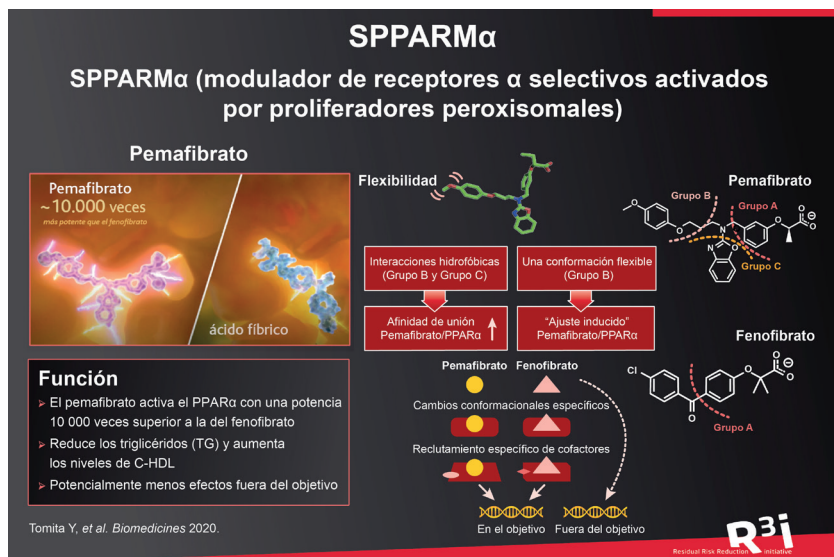 SPPARMα
SPPARMα (modulador de receptores α selectivos activados
por proliferadores peroxisomales)
Pemafibrato
Pemafibrato
~10.000 veces
más potente que el fenofibrato
ácido fíbrico
Función
➤ El pemafibrato activa el PPARα con una potencia
10 000 veces superior a la del fenofibrato
➤ Reduce los triglicéridos (TG) y aumenta
los niveles de C-HDL
➤ Potencialmente menos efectos fuera del objetivo
Flexibilidad
Interacciones hidrofóbicas
(Grupo B y Grupo C)
Una conformación flexible
(Grupo B)
Afinidad de unión
Pemafibrato/PPARα
“Ajuste inducido”
Pemafibrato/PPARα
Pemafibrato Fenofibrato
Cambios conformacionales específicos
Reclutamiento específico de cofactores
En el objetivo Fuera del objetivo
Pemafibrato
Grupo B
Grupo A
O
O
N
O
O
O
N
O
Grupo C
Fenofibrato
Cl
O
O
O
O
Grupo A
Tomita Y, et al. Biomedicines 2020.
R3i
Residual Risk Reduction Initiative